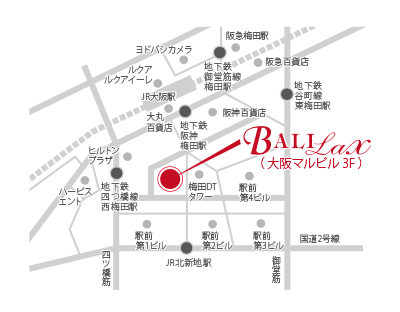 阪急梅田駅
ヨドバシカメラ
阪急百貨店
地下鉄
御堂筋線
梅田駅
ルクア
ルクアイーレ
JR大阪駅
地下鉄
谷町線
東梅田駅
大丸
百貨店
阪神百貨店
地下鉄
阪神
梅田駅
BALI LAX
（大阪マルビル 3F）
ヒルトン
プラザ
ハービス
エント
地下鉄
四つ橋線
西梅田駅
梅田DT
タワー
駅前
第4ビル
駅前
第1ビル
駅前
第2ビル
駅前
第3ビル
国道2号線
JR北新地駅
四ツ橋筋
御堂筋